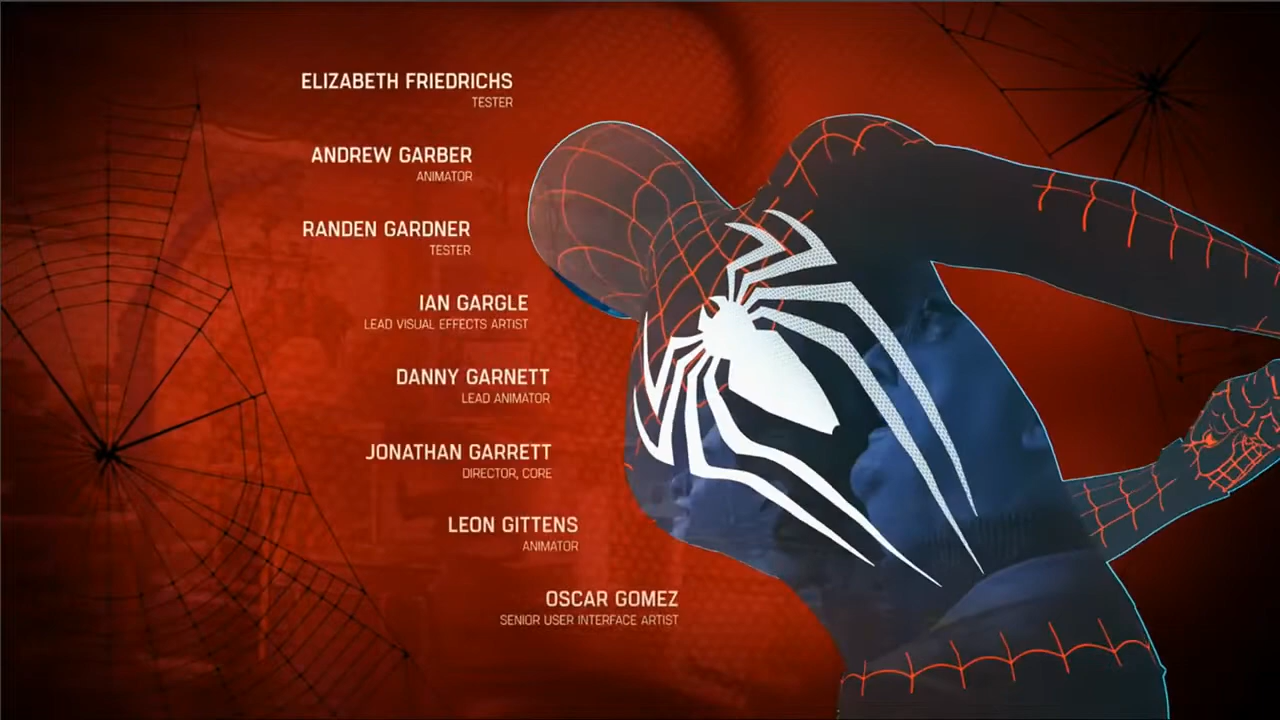 ELIZABETH FRIEDRICHS
TESTER
ANDREW GARBER
ANIMATOR
RANDEN GARDNER
TESTER
IAN GARGLE
LEAD VISUAL EFFECTS ARTIST
DANNY GARNETT
LEAD ANIMATOR
JONATHAN GARRETT
DIRECTOR, CORE
LEON GITTENS
ANIMATOR
OSCAR GOMEZ
SENIOR USER INTERFACE ARTIST